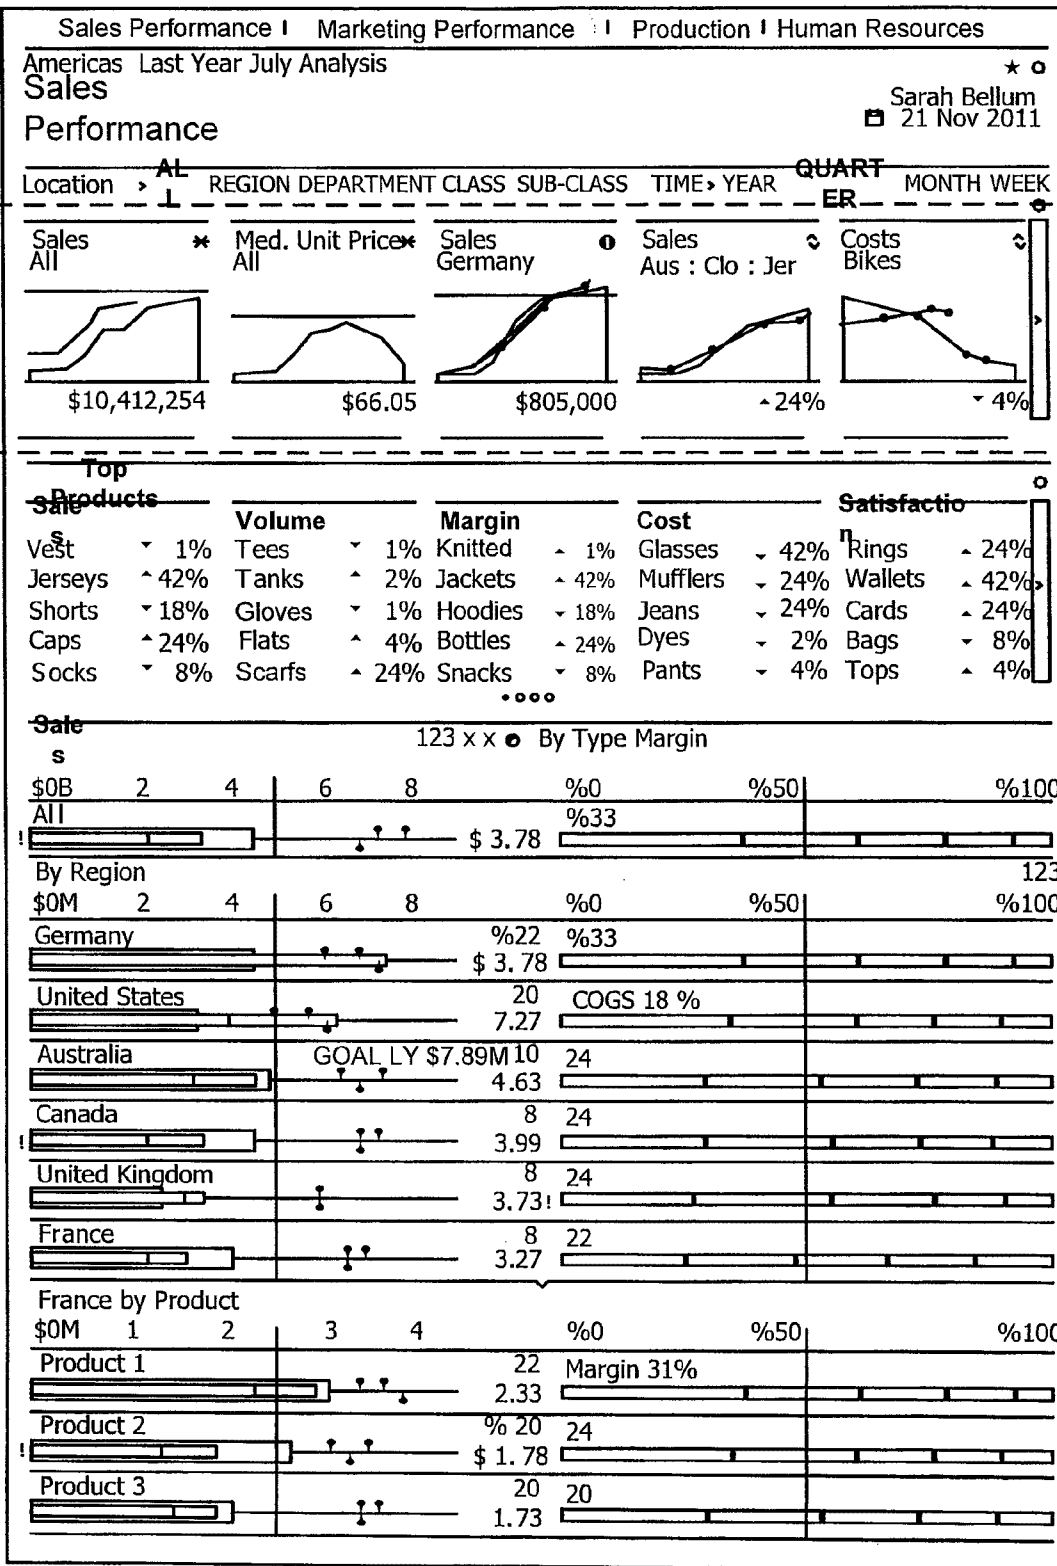 Sales Performance I Marketing Performance I Production I Human Resources
Americas Last Year July Analysis
Sales
Performance
Sarah Bellum
21 Nov 2011
Location > ALL REGION DEPARTMENT CLASS SUB-CLASS TIME > YEAR QUARTER MONTH WEEK
Sales Med. Unit Price Sales Sales Costs
All All Germany Aus : Clo : Jer Bikes
$10,412,254 $66.05 $805,000 24% 4%
Top
Products
Sales Volume Margin Cost Satisfaction
Vest 1% Tees 1% Knitted 1% Glasses 42% Rings 24%
Jerseys 42% Tanks 2% Jackets 42% Mufflers 24% Wallets 42%
Shorts 18% Gloves 1% Hoodies 18% Jeans 24% Cards 24%
Caps 24% Flats 4% Bottles 24% Dyes 2% Bags 8%
Socks 8% Scarfs 24% Snacks 8% Pants 4% Tops 4%
Sales
123 x x By Type Margin
$0B 2 4 6 8 %0 %50 %100
All %33
! $ 3.78
By Region 123
$0M 2 4 6 8 %0 %50 %100
Germany %22 %33
$ 3.78
United States 20 COGS 18 %
7.27
Australia GOAL LY $7.89M 10 24
4.63
Canada 8 24
! 3.99
United Kingdom 8 24
3.73!
France 8 22
3.27
France by Product
$0M 1 2 3 4 %0 %50 %100
Product 1 22 Margin 31%
2.33
Product 2 % 20 24
! $ 1.78
Product 3 20 20
1.73